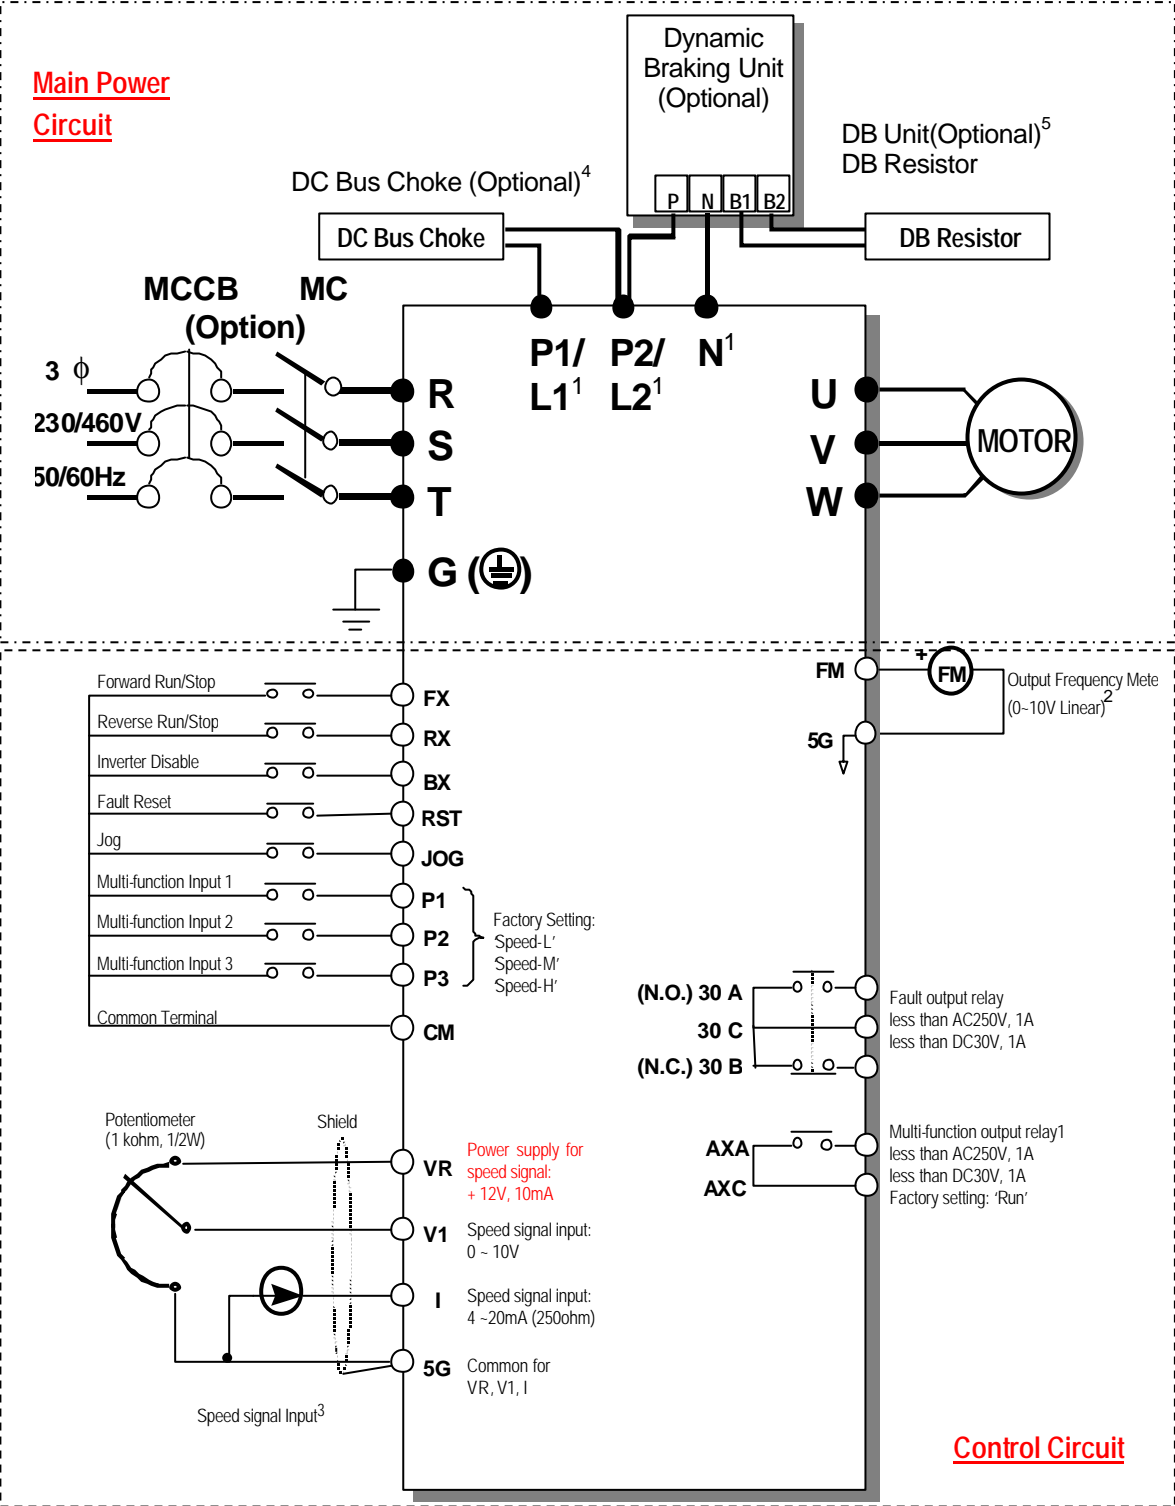 Main Power
Circuit
Dynamic
Braking Unit
(Optional)
P N B1 B2
DB Unit(Optional)5
DB Resistor
DC Bus Choke (Optional)4
DC Bus Choke
DB Resistor
MCCB MC
(Option)
3 ϕ
230/460V
50/60Hz
R
S
T
G ( )
P1/ P2/ N1
L11 L21
U
V
W
MOTOR
Forward Run/Stop
FX
Reverse Run/Stop
RX
Inverter Disable
BX
Fault Reset
RST
Jog
JOG
Multi-function Input 1
P1
Multi-function Input 2
P2
Multi-function Input 3
P3
Common Terminal
CM
Factory Setting:
'Speed-L'
'Speed-M'
'Speed-H'
FM
+
FM
Output Frequency Mete
(0~10V Linear)2
5G
(N.O.) 30 A
30 C
(N.C.) 30 B
Fault output relay
less than AC250V, 1A
less than DC30V, 1A
AXA
AXC
Multi-function output relay1
less than AC250V, 1A
less than DC30V, 1A
Factory setting: 'Run'
Potentiometer
(1 kohm, 1/2W)
Shield
VR
Power supply for
speed signal:
+ 12V, 10mA
V1
Speed signal input:
0 ~ 10V
I
Speed signal input:
4 ~20mA (250ohm)
5G
Common for
VR, V1, I
Speed signal Input3
Control Circuit